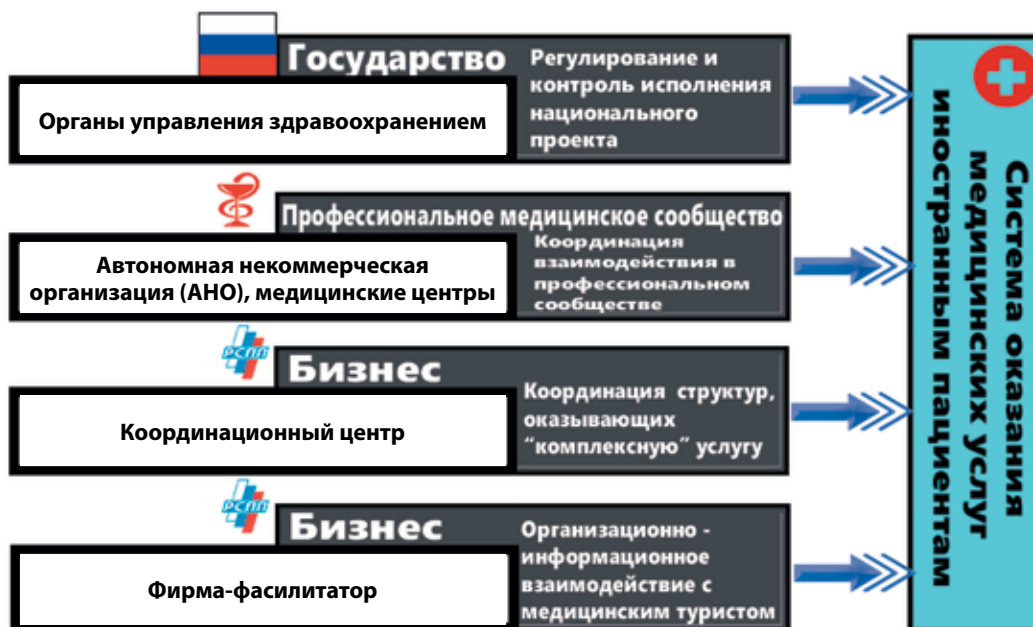 Государство
Регулирование и
контроль исполнения
национального
проекта
Органы управления здравоохранением
Профессиональное медицинское сообщество
Координация
взаимодействия в
профессиональном
сообществе
Автономная некоммерческая
организация (АНО), медицинские центры
РСПП
Бизнес
Координация структур,
оказывающих
“комплексную” услугу
Координационный центр
РСПП
Бизнес
Организационно -
информационное
взаимодействие с
медицинским туристом
Фирма-фасилитатор
Система оказания
медицинских услуг
иностранным пациентам